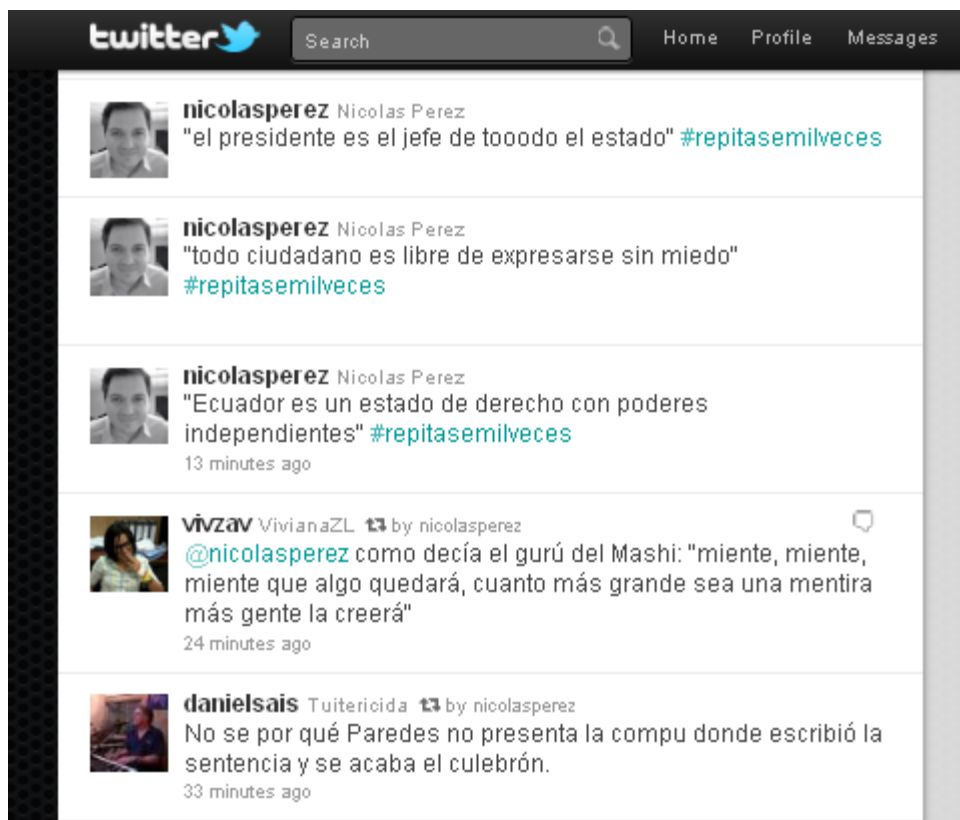 twitter Search Home Profile Messages
nicolasperez Nicolas Perez
"el presidente es el jefe de tooodo el estado" #repitasemilveces
nicolasperez Nicolas Perez
"todo ciudadano es libre de expresarse sin miedo"
#repitasemilveces
nicolasperez Nicolas Perez
"Ecuador es un estado de derecho con poderes
independientes" #repitasemilveces
13 minutes ago
vivzav VivianaZL by nicolasperez
@nicolasperez como decía el gurú del Mashi: "miente, miente,
miente que algo quedará, cuanto más grande sea una mentira
más gente la creerá"
24 minutes ago
danielsais Tuitericida by nicolasperez
No se por qué Paredes no presenta la compu donde escribió la
sentencia y se acaba el culebrón.
33 minutes ago